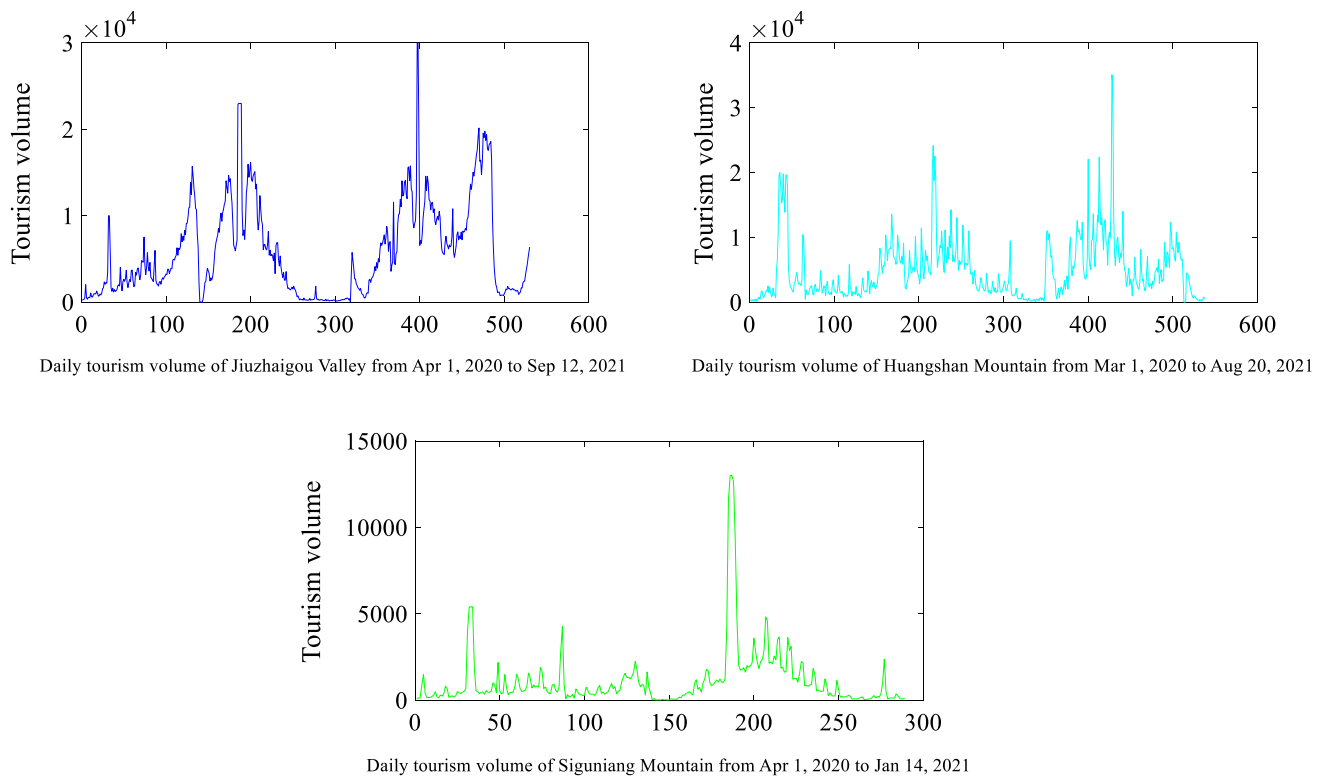 ×10^4
3
2
1
0
Tourism volume
0 100 200 300 400 500 600
Daily tourism volume of Jiuzhaigou Valley from Apr 1, 2020 to Sep 12, 2021
×10^4
4
3
2
1
0
Tourism volume
0 100 200 300 400 500 600
Daily tourism volume of Huangshan Mountain from Mar 1, 2020 to Aug 20, 2021
15000
10000
5000
0
Tourism volume
0 50 100 150 200 250 300
Daily tourism volume of Siguniang Mountain from Apr 1, 2020 to Jan 14, 2021